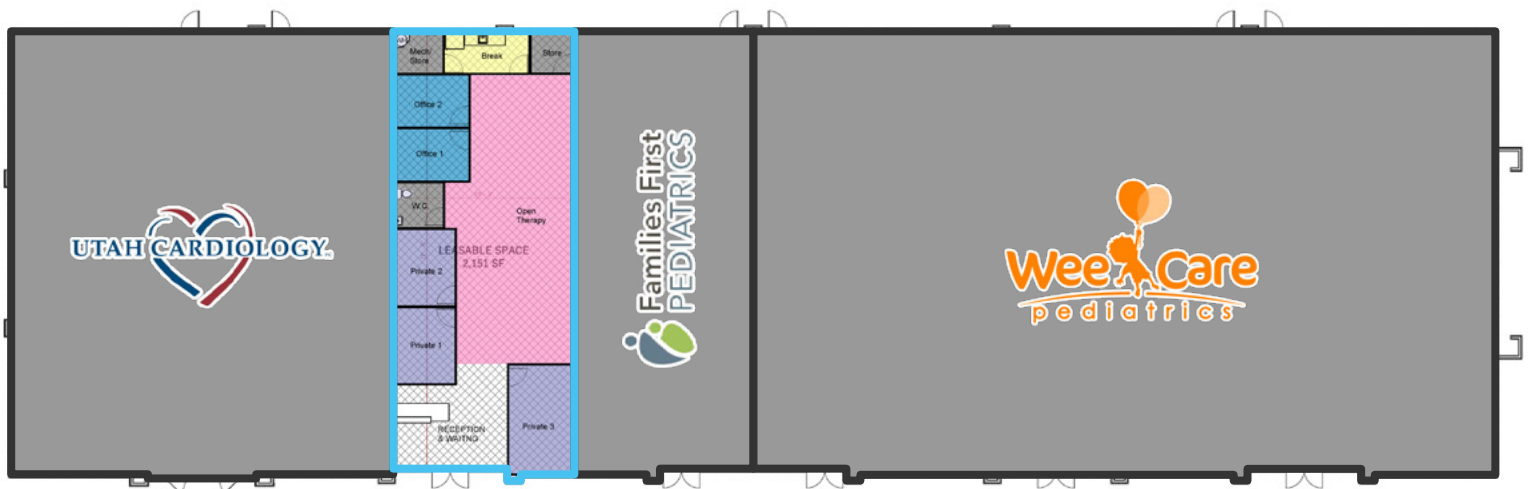 UTAH CARDIOLOGY
Mech/
Store
Break
Store
Office 2
Office 1
W.C.
Open
Therapy
LEASABLE SPACE
2,151 SF
Private 2
Private 1
RECEPTION
& WAITNG
Private 3
Families First
PEDIATRICS
Wee Care
pediatrics